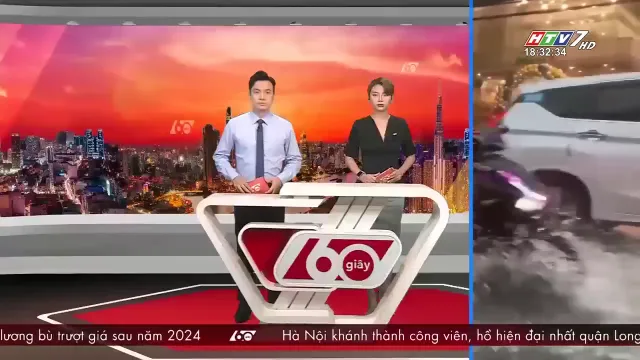 HTV7 HD
18:32:34
60
60 giây
lương bù trượt giá sau năm 2024 60 Hà Nội khánh thành công viên, hồ hiện đại nhất quận Long